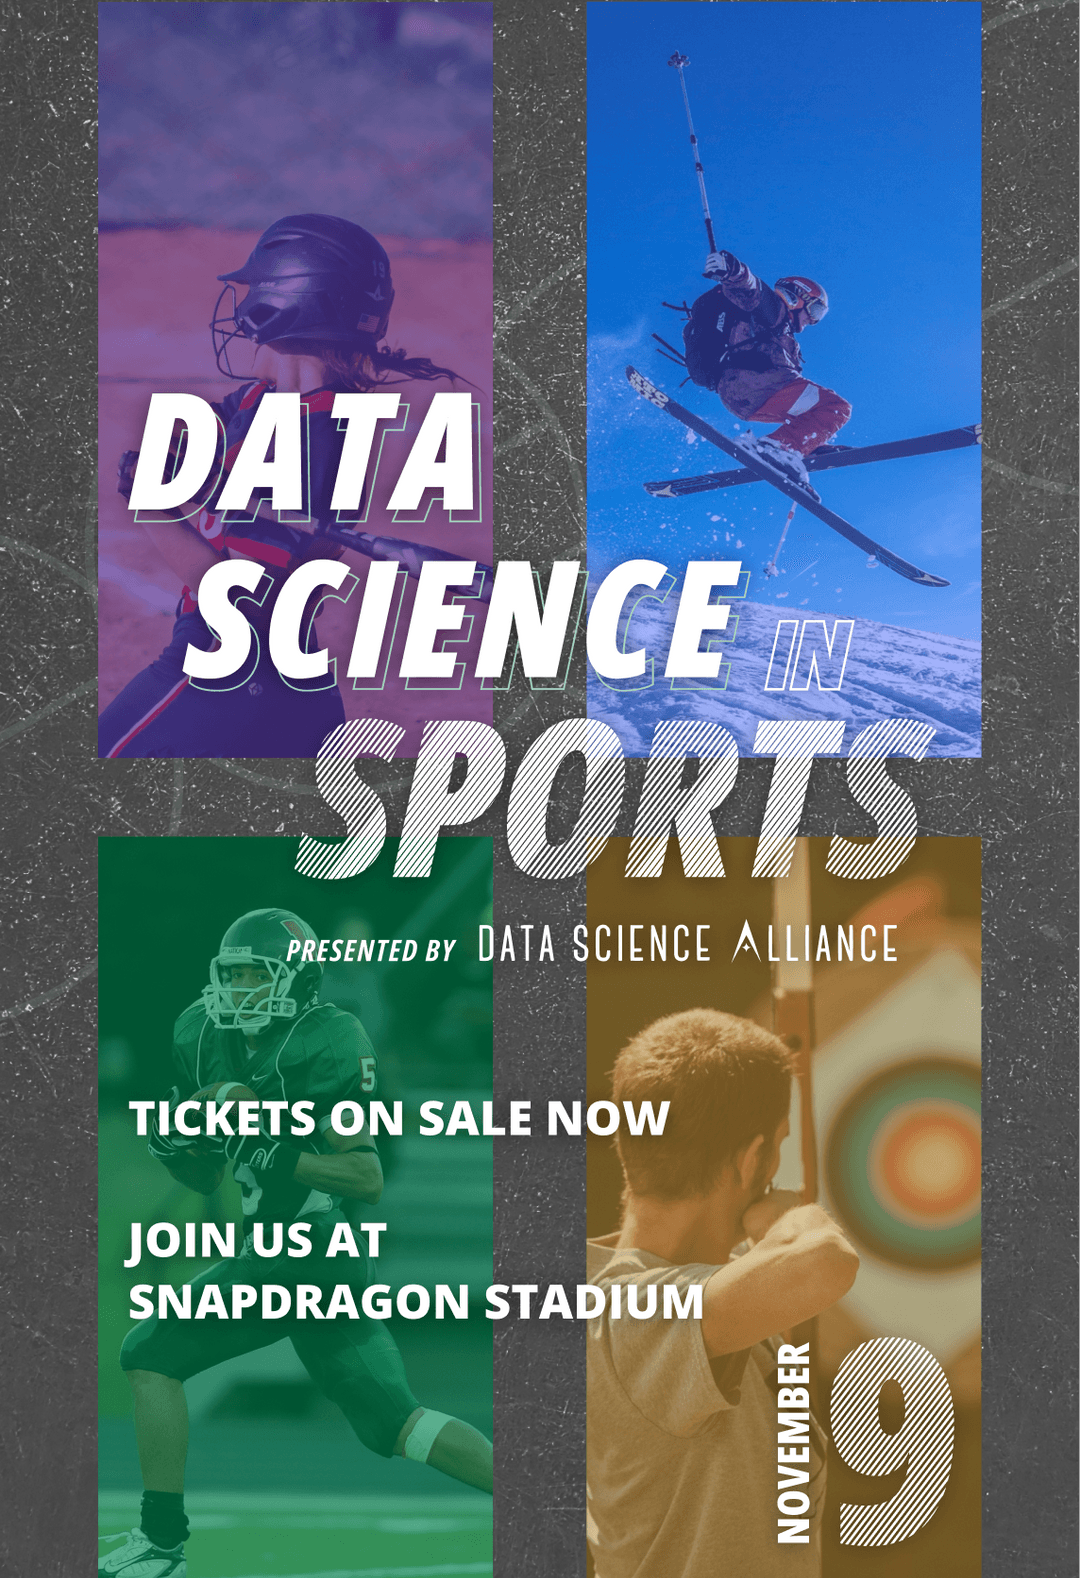 DATA
SCIENCE IN
SPORTS
PRESENTED BY DATA SCIENCE ALLIANCE
5
TICKETS ON SALE NOW
JOIN US AT
SNAPDRAGON STADIUM
NOVEMBER 9